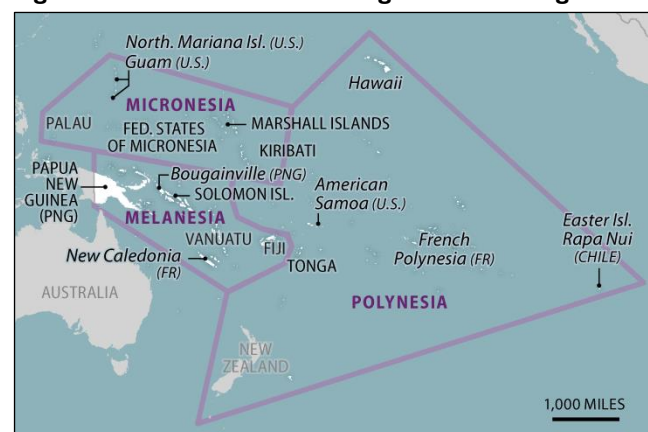 North. Mariana Isl. (U.S.)
Guam (U.S.)
Hawaii
MICRONESIA
PALAU
FED. STATES
OF MICRONESIA
MARSHALL ISLANDS
KIRIBATI
PAPUA
NEW
GUINEA
(PNG)
Bougainville (PNG)
SOLOMON ISL.
American
Samoa (U.S.)
MELANESIA
VANUATU
FIJI
TONGA
New Caledonia
(FR)
French
Polynesia (FR)
Easter Isl.
Rapa Nui
(CHILE)
AUSTRALIA
POLYNESIA
NEW
ZEALAND
1,000 MILES